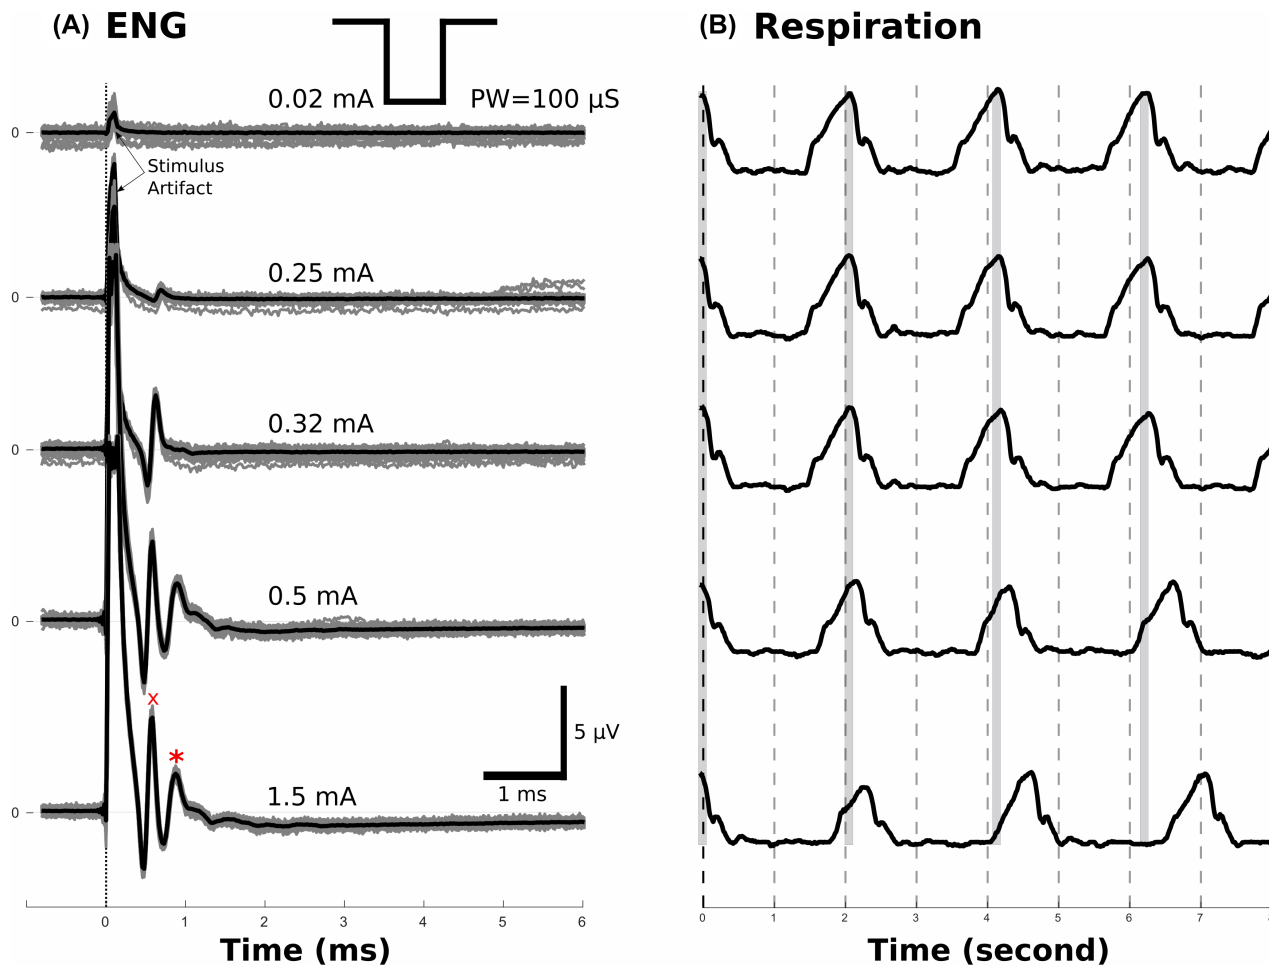 (A) ENG
(B) Respiration
0.02 mA
PW=100 µS
0
Stimulus
Artifact
0.25 mA
0
0.32 mA
0
0.5 mA
0
x
*
5 µV
1 ms
1.5 mA
0
0 1 2 3 4 5 6
Time (ms)
0 1 2 3 4 5 6 7
Time (second)